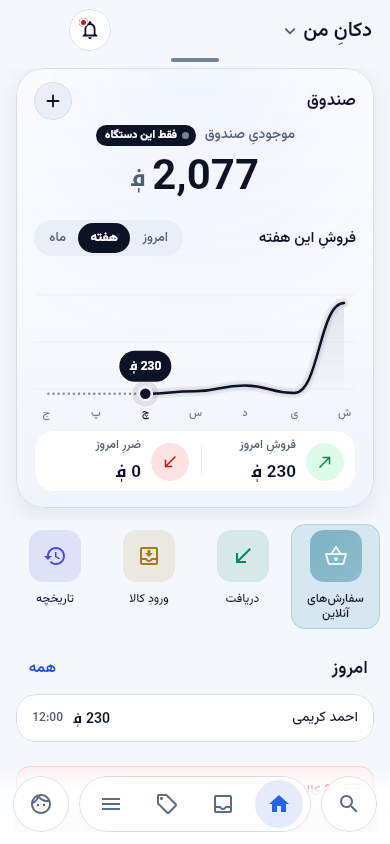 دکانِ من
صندوق
موجودیِ صندوق
فقط این دستگاه
2,077 ؋
فروشِ این هفته
امروز
هفته
ماه
230 ؋
ش
ی
د
س
چ
پ
ج
فروشِ امروز
230 ؋
ضررِ امروز
0 ؋
سفارش‌های
آنلاین
دریافت
ورودِ کالا
تاریخچه
امروز
همه
احمد کریمی
230 ؋
12:00